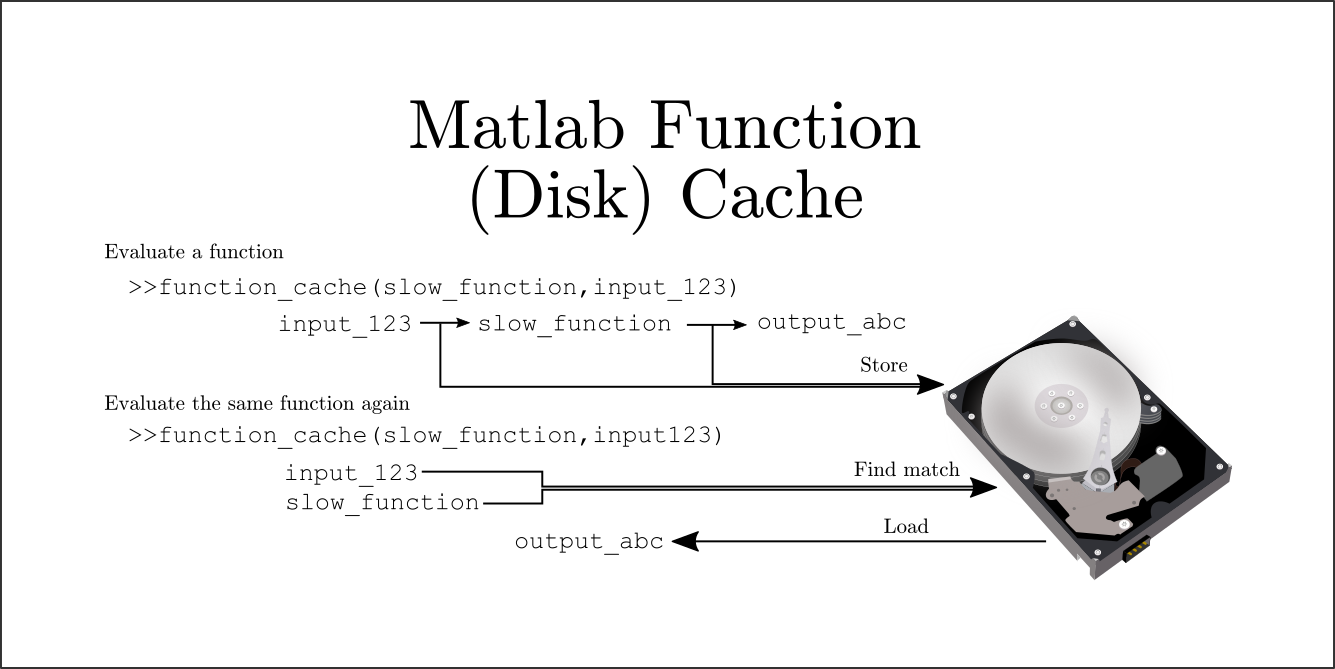 Matlab Function
(Disk) Cache
Evaluate a function
>>function_cache(slow_function,input_123)
input_123 slow_function output_abc
Store
Evaluate the same function again
>>function_cache(slow_function,input123)
input_123
Find match
slow_function
Load
output_abc